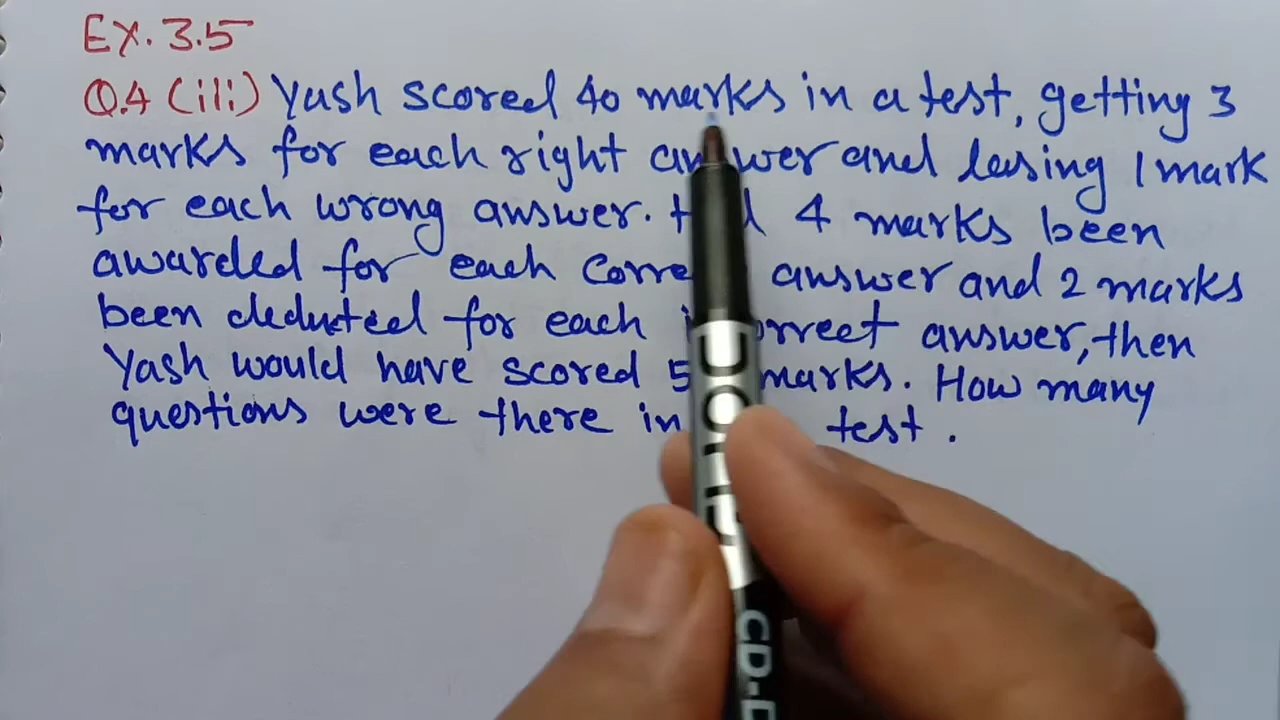 Ex. 3.5
Q.4 (iii) Yash scored 40 marks in a test, getting 3
marks for each right answer and losing 1 mark
for each wrong answer. 4 marks been
awarded for each answer and 2 marks
been deducted for each answer, then
Yash would have scored marks. How many
questions were there in test.